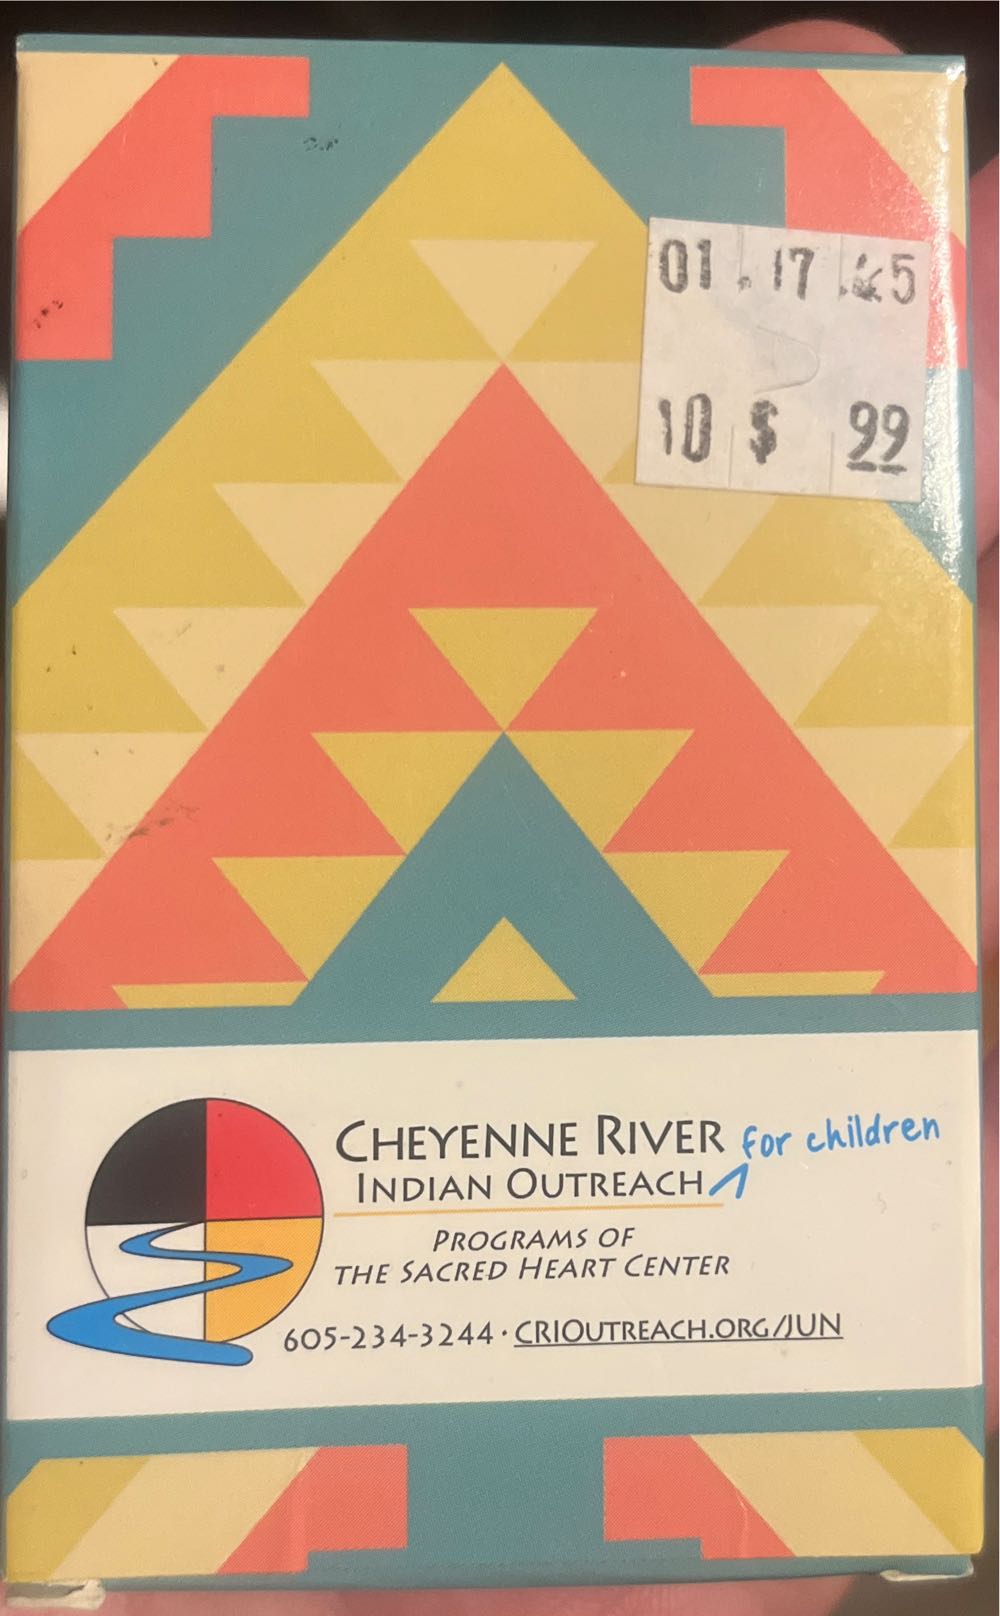 01.17.25
10 $ 99
CHEYENNE RIVER for children
INDIAN OUTREACH
PROGRAMS OF
THE SACRED HEART CENTER
605-234-3244 · CRIOUTREACH.ORG/JUN